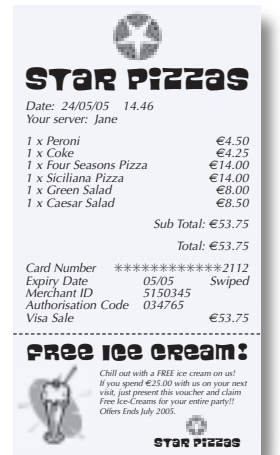 STAR PIZZAS
Date: 24/05/05 14.46
Your server: Jane
1 x Peroni €4.50
1 x Coke €4.25
1 x Four Seasons Pizza €14.00
1 x Siciliana Pizza €14.00
1 x Green Salad €8.00
1 x Caesar Salad €8.50
Sub Total: €53.75
Total: €53.75
Card Number ************2112
Expiry Date 05/05 Swiped
Merchant ID 5150345
Authorisation Code 034765
Visa Sale €53.75
FREE ICE CREAM!
Chill out with a FREE ice cream on us!
If you spend €25.00 with us on your next
visit, just present this voucher and claim
Free Ice-Creams for your entire party!!
Offers Ends July 2005.
STAR PIZZAS